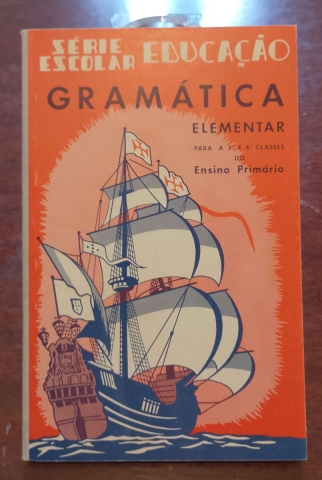 SÉRIE ESCOLAR EDUCAÇÃO
GRAMÁTICA
ELEMENTAR
PARA A 3.ª E 4.ª CLASSES
DO
Ensino Primário